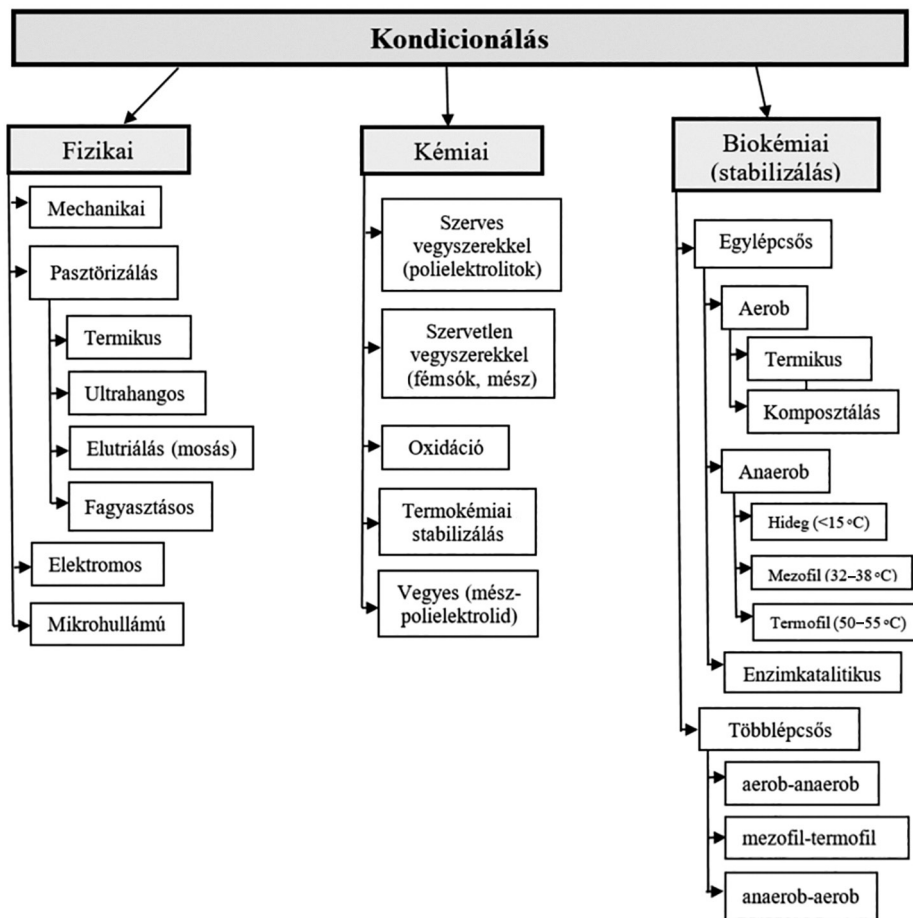 Kondicionálás
Fizikai
Mechanikai
Pasztörizálás
Termikus
Ultrahangos
Elutriálás (mosás)
Fagyasztásos
Elektromos
Mikrohullámú
Kémiai
Szerves
vegyszerekkel
(polielektrolitok)
Szervetlen
vegyszerekkel
(fémsók, mész)
Oxidáció
Termokémiai
stabilizálás
Vegyes (mész-
polielektrolid)
Biokémiai
(stabilizálás)
Egylépcsős
Aerob
Termikus
Komposztálás
Anaerob
Hideg (<15 °C)
Mezofil (32–38 °C)
Termofil (50–55 °C)
Enzimkatalitikus
Többlépcsős
aerob-anaerob
mezofil-termofil
anaerob-aerob